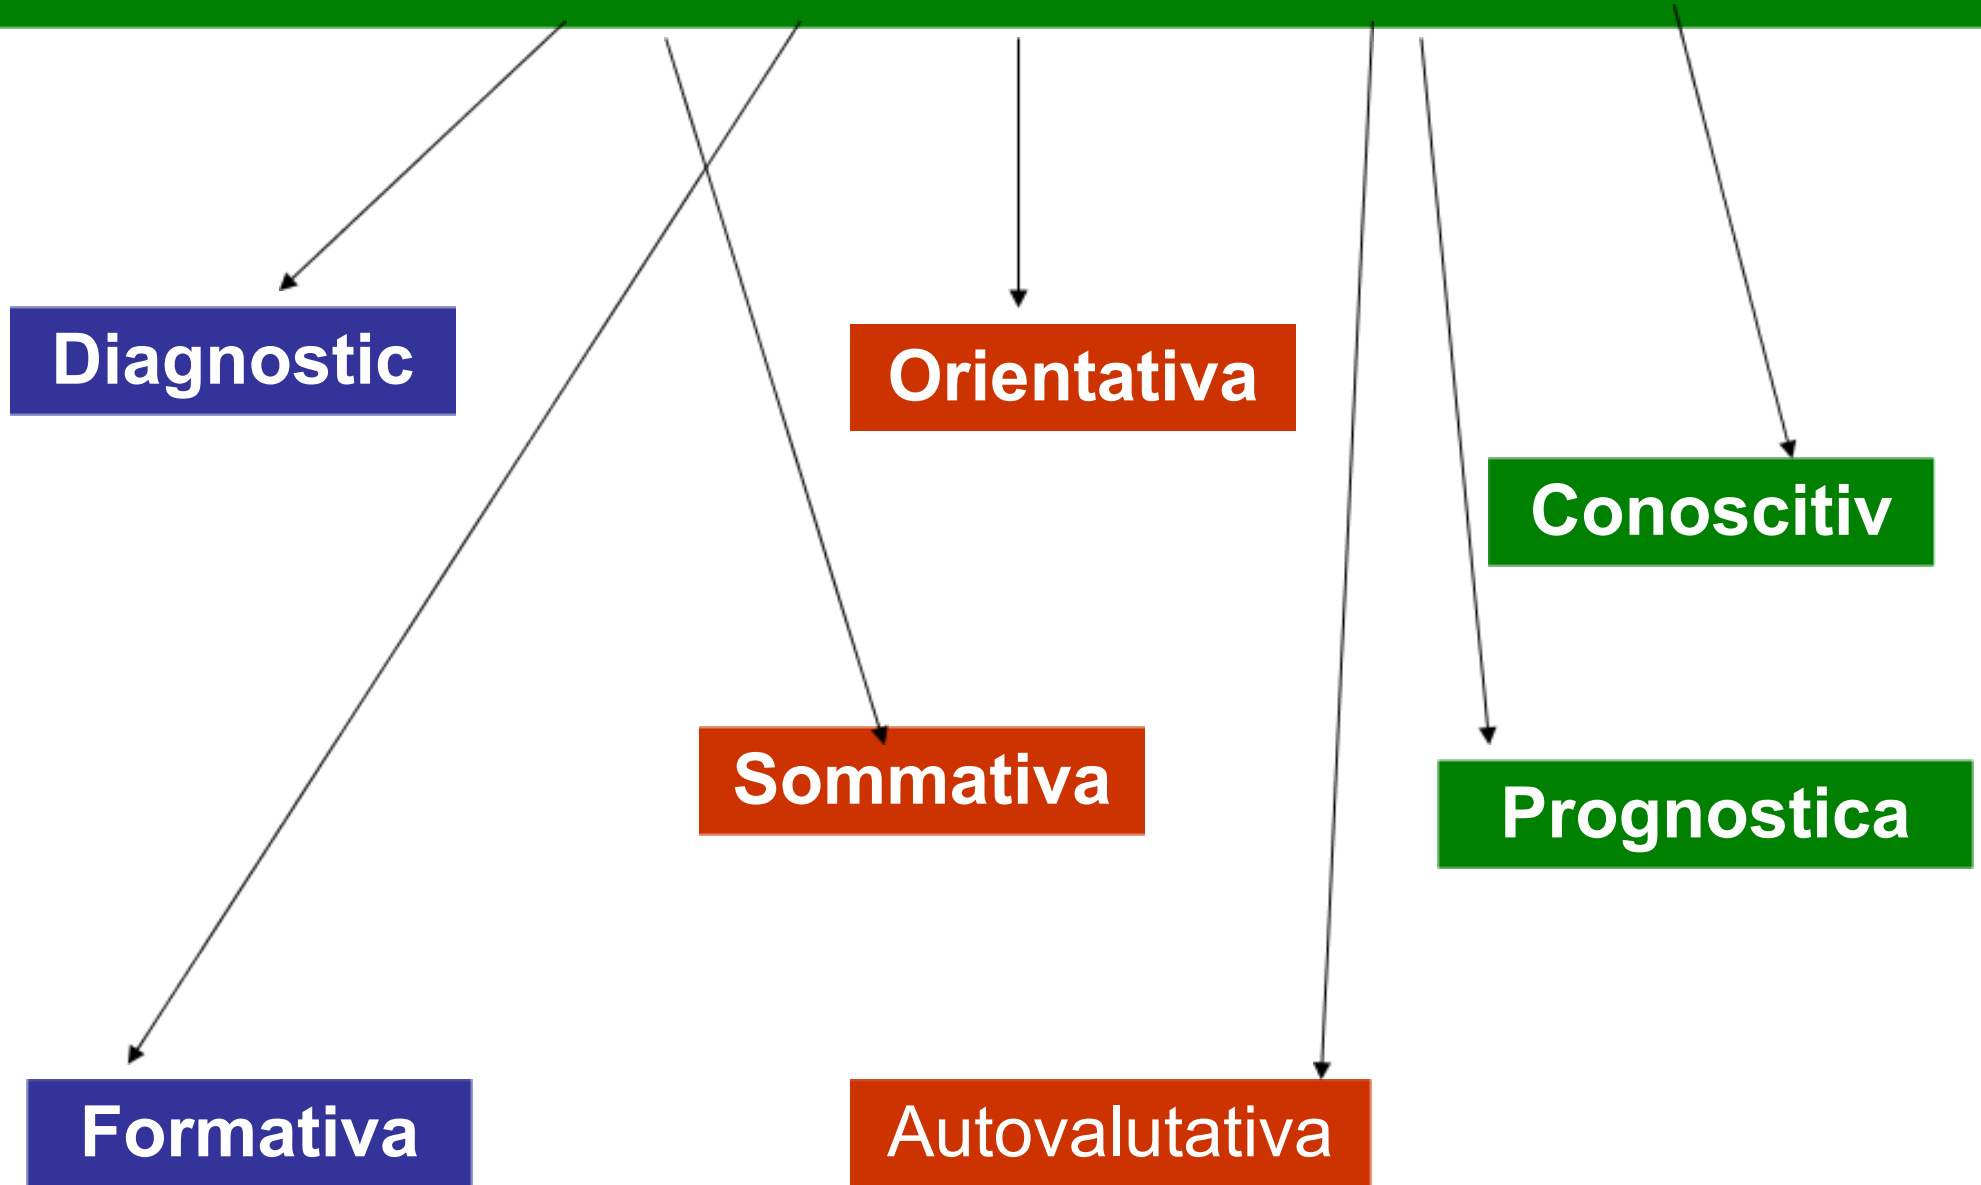 Diagnostic
Orientativa
Conoscitiv
Sommativa
Prognostica
Formativa
Autovalutativa